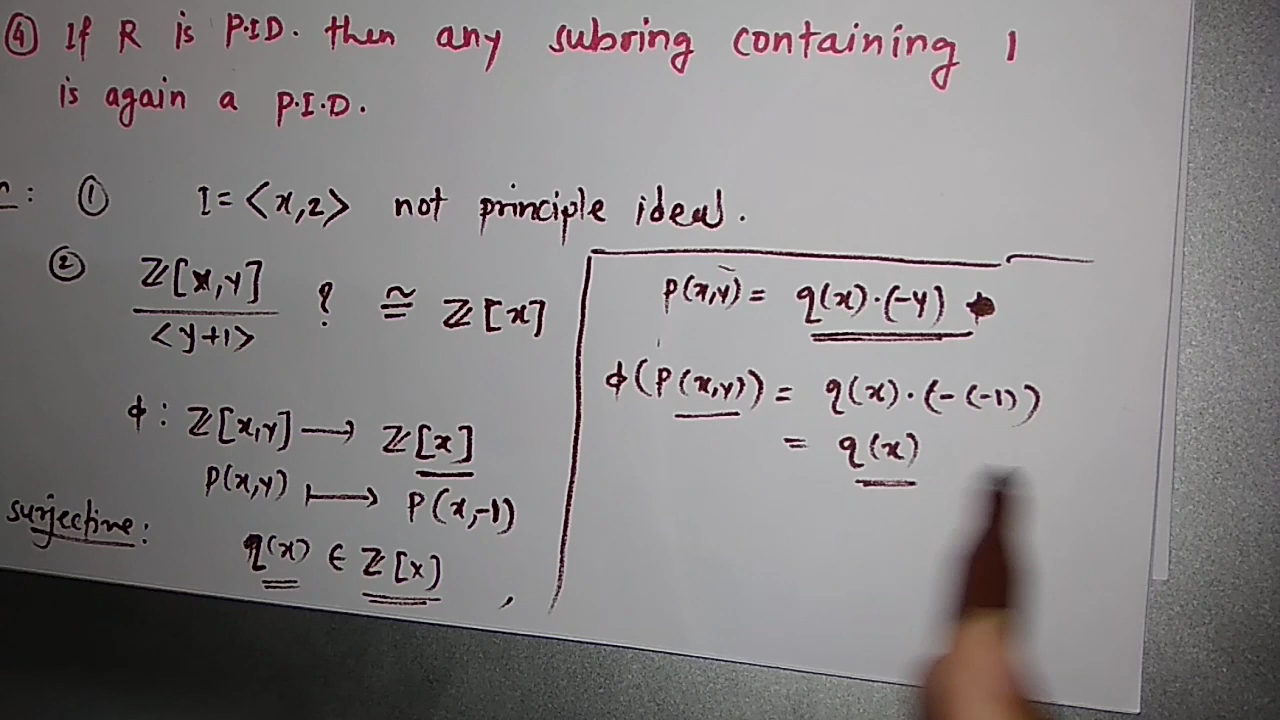 ④ If R is P.I.D. then any subring containing 1
is again a P.I.D.
① I = <x,2> not principle ideal.
② Z[x,y] / <y+1> ? ≅ Z[x]
φ : Z[x,y] ⟶ Z[x]
p(x,y) ⟼ p(x,-1)
surjective: q(x) ∈ Z[x] ,
p(x,y) = q(x)·(-y)
φ(p(x,y)) = q(x)·(-(-1))
= q(x)